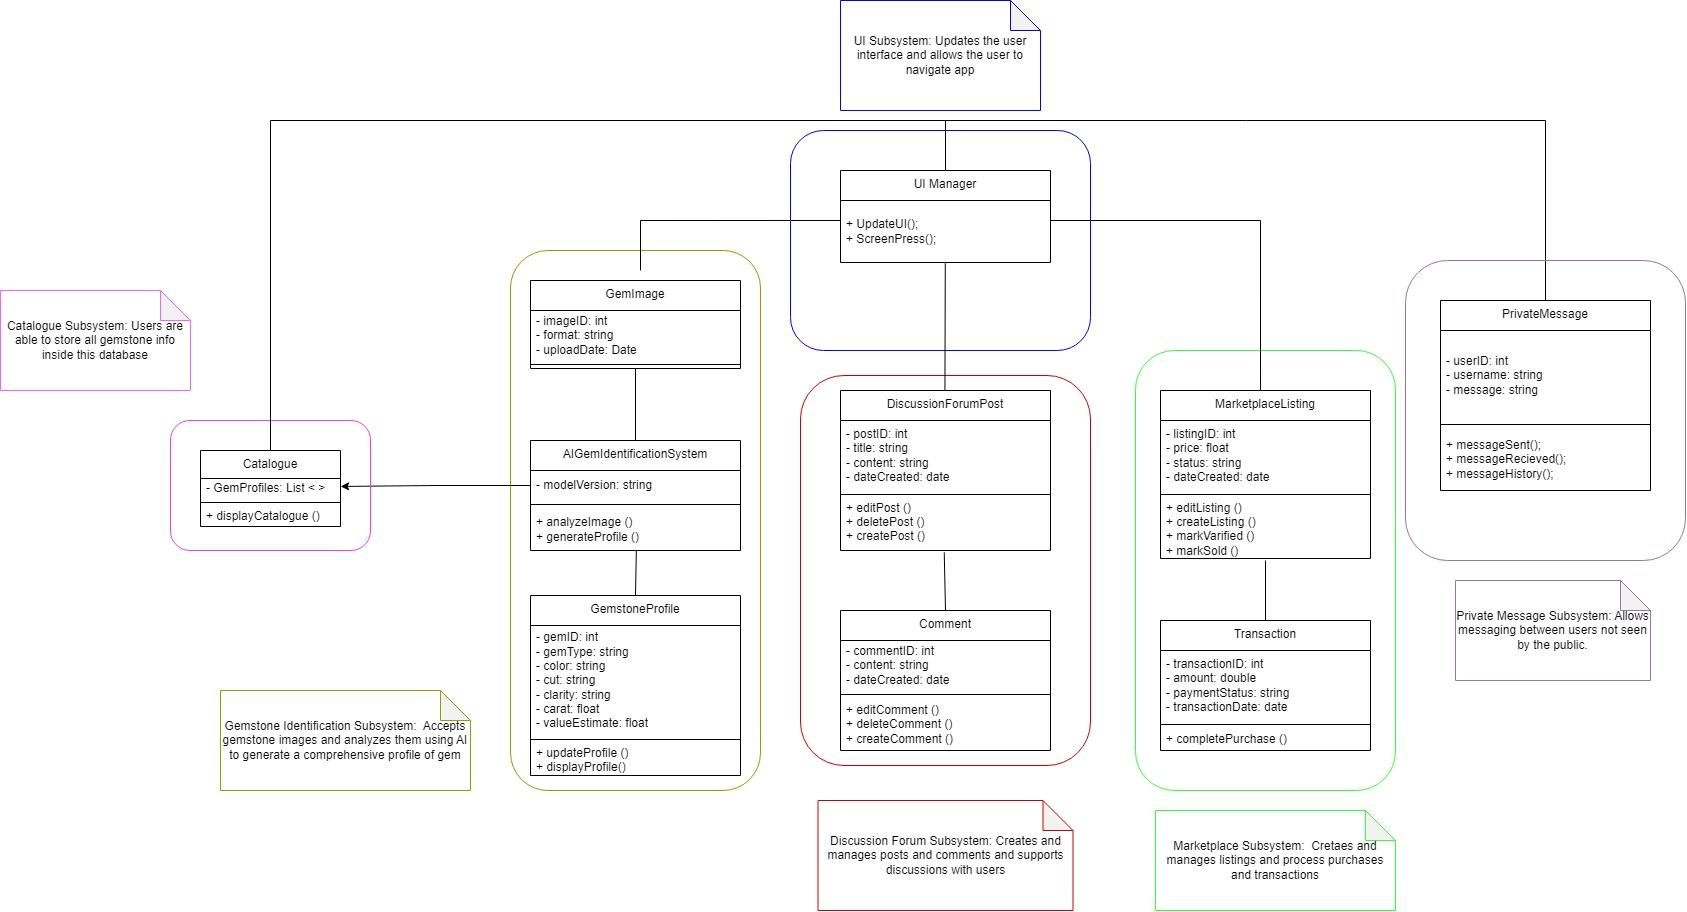 UI Subsystem: Updates the user
interface and allows the user to
navigate app
UI Manager
+ UpdateUI();
+ ScreenPress();
Catalogue Subsystem: Users are
able to store all gemstone info
inside this database
Catalogue
- GemProfiles: List < >
+ displayCatalogue ()
GemImage
- imageID: int
- format: string
- uploadDate: Date
AIGemIdentificationSystem
- modelVersion: string
+ analyzeImage ()
+ generateProfile ()
GemstoneProfile
- gemID: int
- gemType: string
- color: string
- cut: string
- clarity: string
- carat: float
- valueEstimate: float
+ updateProfile ()
+ displayProfile()
Gemstone Identification Subsystem:  Accepts
gemstone images and analyzes them using AI
to generate a comprehensive profile of gem
DiscussionForumPost
- postID: int
- title: string
- content: string
- dateCreated: date
+ editPost ()
+ deletePost ()
+ createPost ()
Comment
- commentID: int
- content: string
- dateCreated: date
+ editComment ()
+ deleteComment ()
+ createComment ()
Discussion Forum Subsystem: Creates and
manages posts and comments and supports
discussions with users
MarketplaceListing
- listingID: int
- price: float
- status: string
- dateCreated: date
+ editListing ()
+ createListing ()
+ markVarified ()
+ markSold ()
Transaction
- transactionID: int
- amount: double
- paymentStatus: string
- transactionDate: date
+ completePurchase ()
Marketplace Subsystem:  Cretaes and
manages listings and process purchases
and transactions
PrivateMessage
- userID: int
- username: string
- message: string
+ messageSent();
+ messageRecieved();
+ messageHistory();
Private Message Subsystem: Allows
messaging between users not seen
by the public.